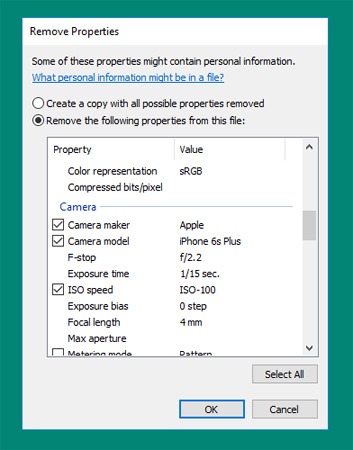 Remove Properties
Some of these properties might contain personal information.
What personal information might be in a file?
Create a copy with all possible properties removed
Remove the following properties from this file:
Property Value
Color representation sRGB
Compressed bits/pixel
Camera
Camera maker Apple
Camera model iPhone 6s Plus
F-stop f/2.2
Exposure time 1/15 sec.
ISO speed ISO-100
Exposure bias 0 step
Focal length 4 mm
Max aperture
Metering mode Pattern
Select All
OK Cancel